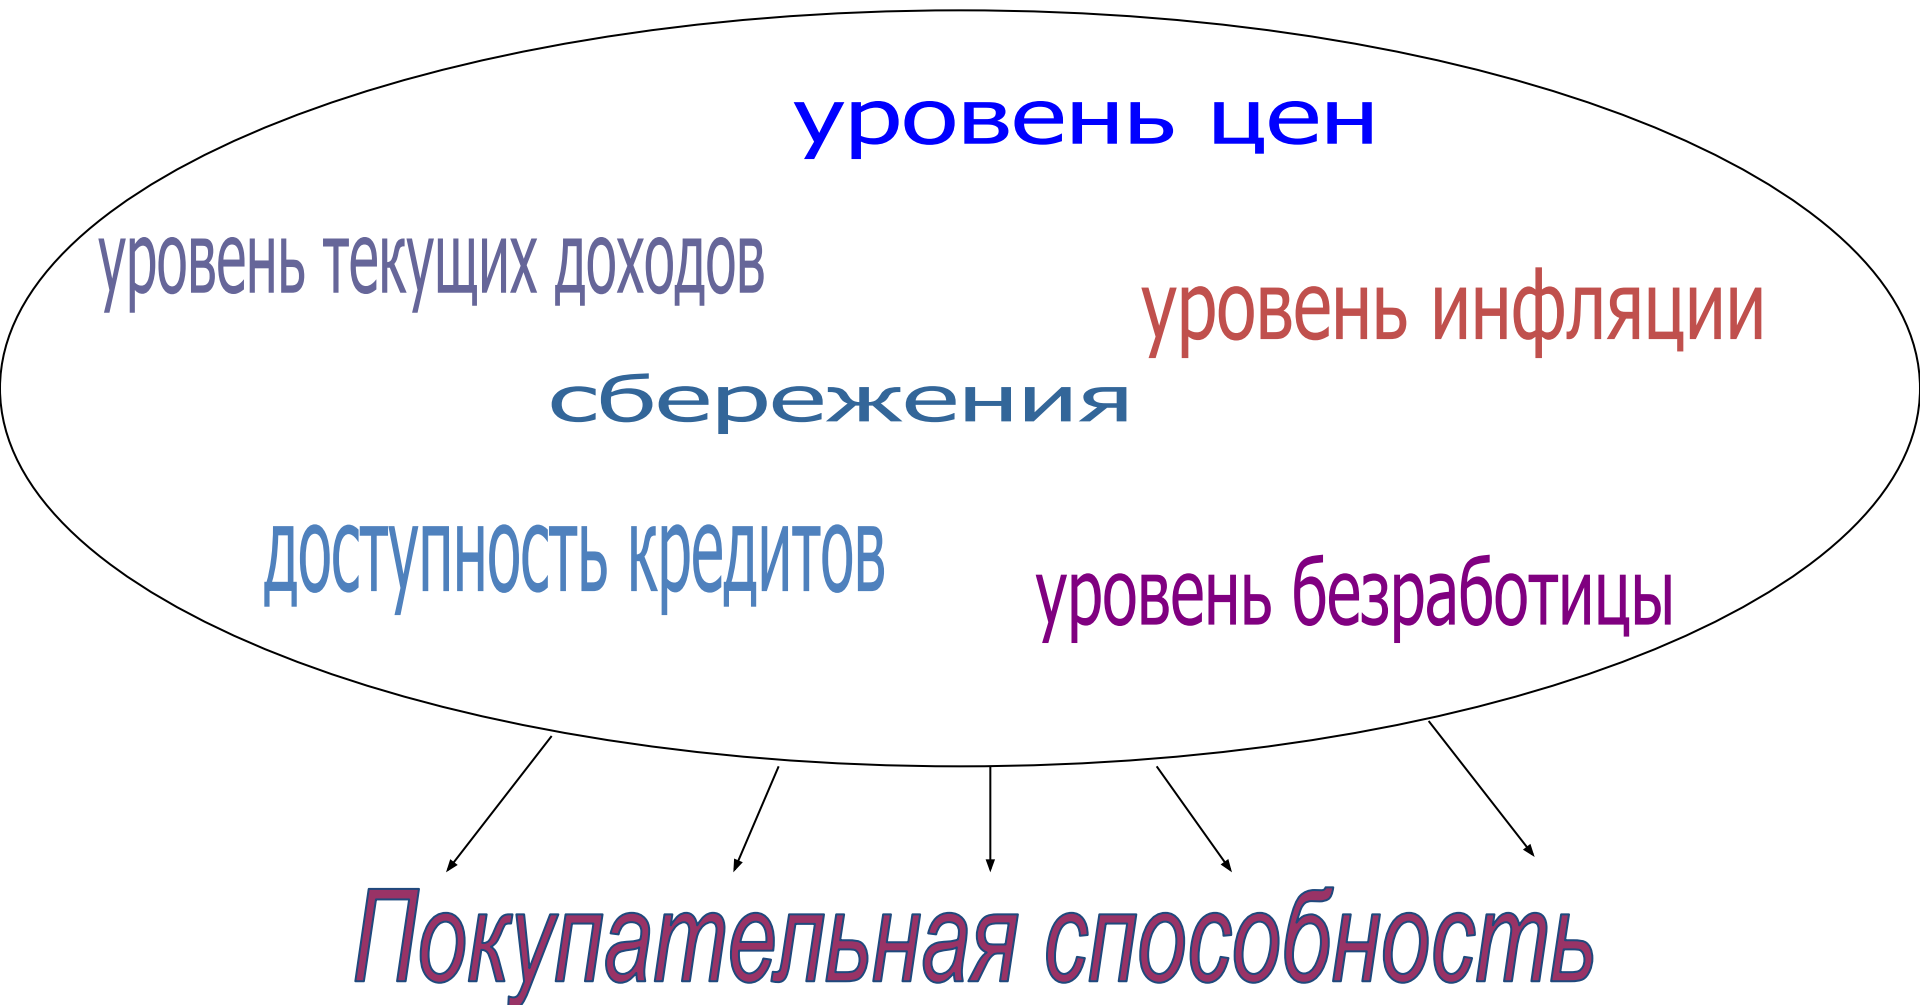 уровень цен
уровень текущих доходов
уровень инфляции
сбережения
доступность кредитов
уровень безработицы
Покупательная способность